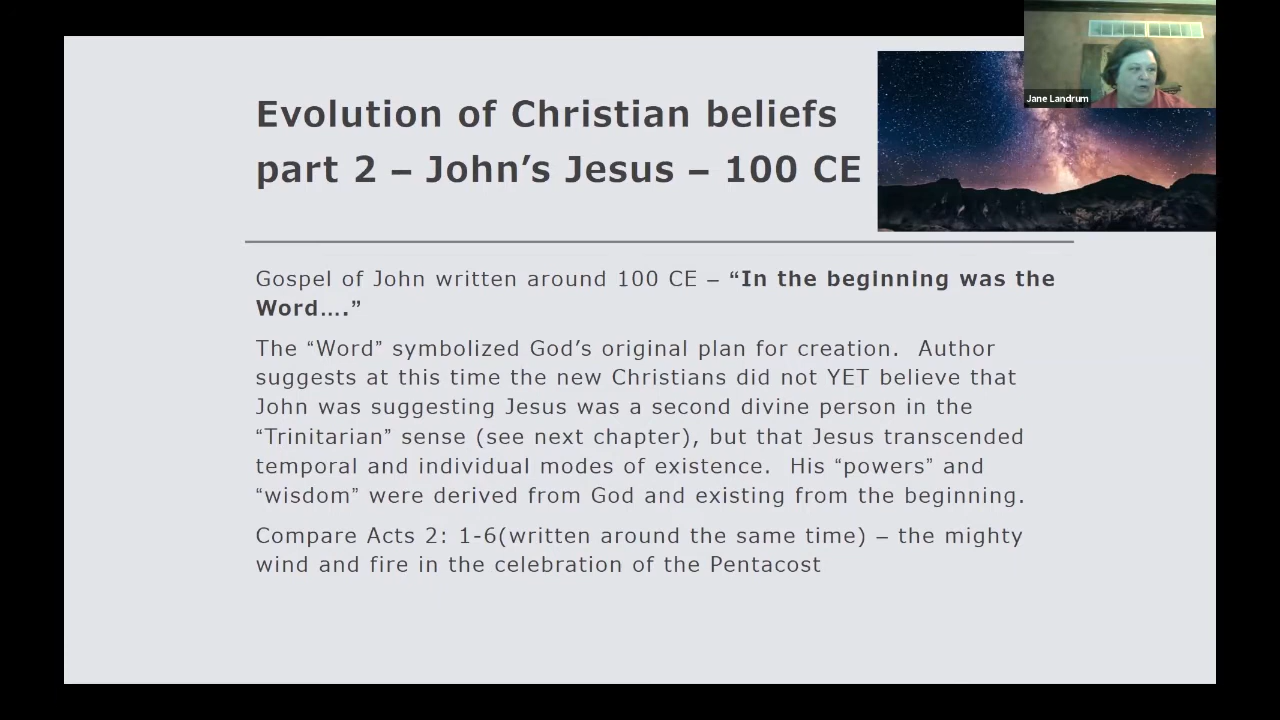 Evolution of Christian beliefs
part 2 – John’s Jesus – 100 CE
Jane Landrum
Gospel of John written around 100 CE – “In the beginning was the
Word….”
The “Word” symbolized God’s original plan for creation.  Author
suggests at this time the new Christians did not YET believe that
John was suggesting Jesus was a second divine person in the
“Trinitarian” sense (see next chapter), but that Jesus transcended
temporal and individual modes of existence.  His “powers” and
“wisdom” were derived from God and existing from the beginning.
Compare Acts 2: 1-6(written around the same time) – the mighty
wind and fire in the celebration of the Pentacost